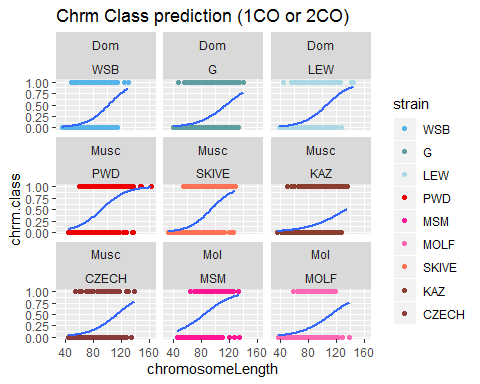 Chrm Class prediction (1CO or 2CO)
Dom Dom Dom
WSB G LEW
1.00
0.75
0.50
0.25
0.00
Musc Musc Musc
PWD SKIVE KAZ
1.00
0.75
0.50
0.25
0.00
Musc Mol Mol
CZECH MSM MOLF
1.00
0.75
0.50
0.25
0.00
40 80 120 160 40 80 120 160 40 80 120 160
chromosomeLength
chrm.class
strain
WSB
G
LEW
PWD
MSM
MOLF
SKIVE
KAZ
CZECH